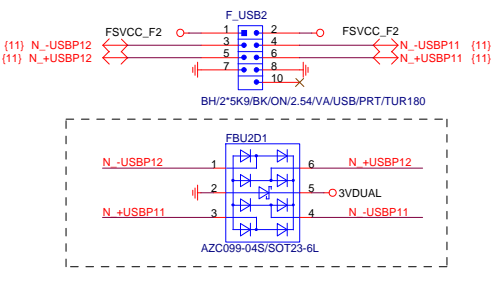 F_USB2
FSVCC_F2 1 2 FSVCC_F2
{11} N_-USBP12 3 4 N_-USBP11 {11}
{11} N_+USBP12 5 6 N_+USBP11 {11}
7 8
10
BH/2*5K9/BK/ON/2.54/VA/USB/PRT/TUR180
FBU2D1
N_-USBP12 1 6 N_+USBP12
2 5 3VDUAL
N_+USBP11 3 4 N_-USBP11
AZC099-04S/SOT23-6L